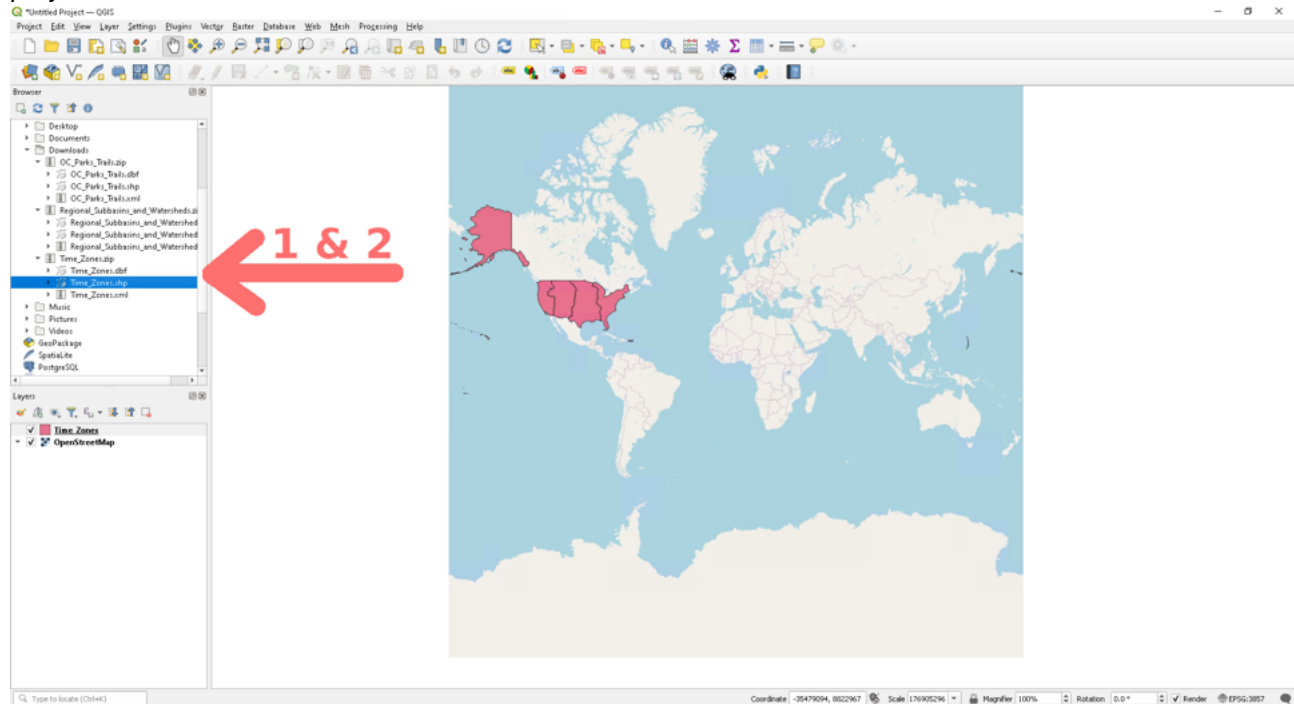 *Untitled Project — QGIS
Project Edit View Layer Settings Plugins Vector Raster Database Web Mesh Processing Help
Browser
Desktop
Documents
Downloads
OC_Parks_Trails.zip
OC_Parks_Trails.dbf
OC_Parks_Trails.shp
OC_Parks_Trails.xml
Regional_Subbasins_and_Watersheds.zi
Regional_Subbasins_and_Watershed
Regional_Subbasins_and_Watershed
Regional_Subbasins_and_Watershed
Time_Zones.zip
Time_Zones.dbf
Time_Zones.shp
Time_Zones.xml
Music
Pictures
Videos
GeoPackage
SpatiaLite
PostgreSQL
1 & 2
Layers
Time Zones
OpenStreetMap
Type to locate (Ctrl+K)
Coordinate -35479094, 8822967 Scale 176905296 Magnifier 100% Rotation 0.0 ° Render EPSG:3857